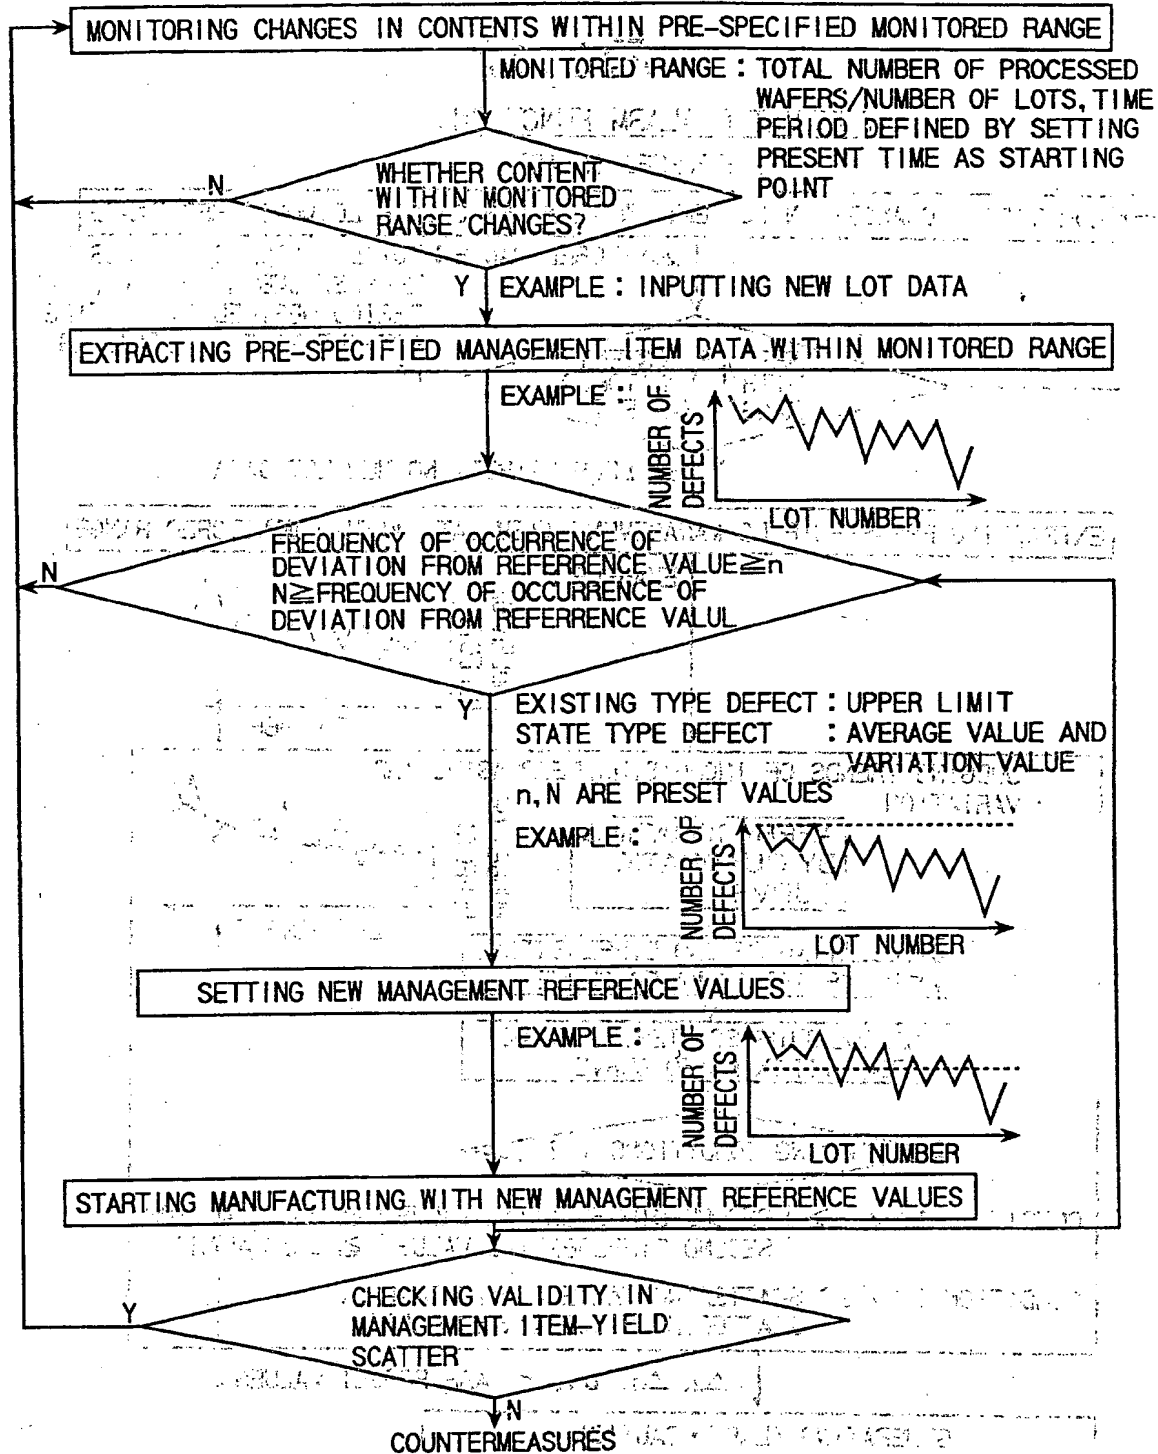 MONITORING CHANGES IN CONTENTS WITHIN PRE-SPECIFIED MONITORED RANGE
MONITORED RANGE : TOTAL NUMBER OF PROCESSED
WAFERS/NUMBER OF LOTS, TIME
PERIOD DEFINED BY SETTING
PRESENT TIME AS STARTING
POINT
WHETHER CONTENT
WITHIN MONITORED
RANGE CHANGES?
N
Y
EXAMPLE : INPUTTING NEW LOT DATA
EXTRACTING PRE-SPECIFIED MANAGEMENT ITEM DATA WITHIN MONITORED RANGE
EXAMPLE :
NUMBER OF
DEFECTS
LOT NUMBER
FREQUENCY OF OCCURRENCE OF
DEVIATION FROM REFERRENCE VALUE≧n
N≧FREQUENCY OF OCCURRENCE OF
DEVIATION FROM REFERRENCE VALUL
N
Y
EXISTING TYPE DEFECT : UPPER LIMIT
STATE TYPE DEFECT : AVERAGE VALUE AND
VARIATION VALUE
n, N ARE PRESET VALUES
EXAMPLE :
NUMBER OF
DEFECTS
LOT NUMBER
SETTING NEW MANAGEMENT REFERENCE VALUES
EXAMPLE :
NUMBER OF
DEFECTS
LOT NUMBER
STARTING MANUFACTURING WITH NEW MANAGEMENT REFERENCE VALUES
CHECKING VALIDITY IN
MANAGEMENT ITEM-YIELD
SCATTER
Y
N
COUNTERMEASURES